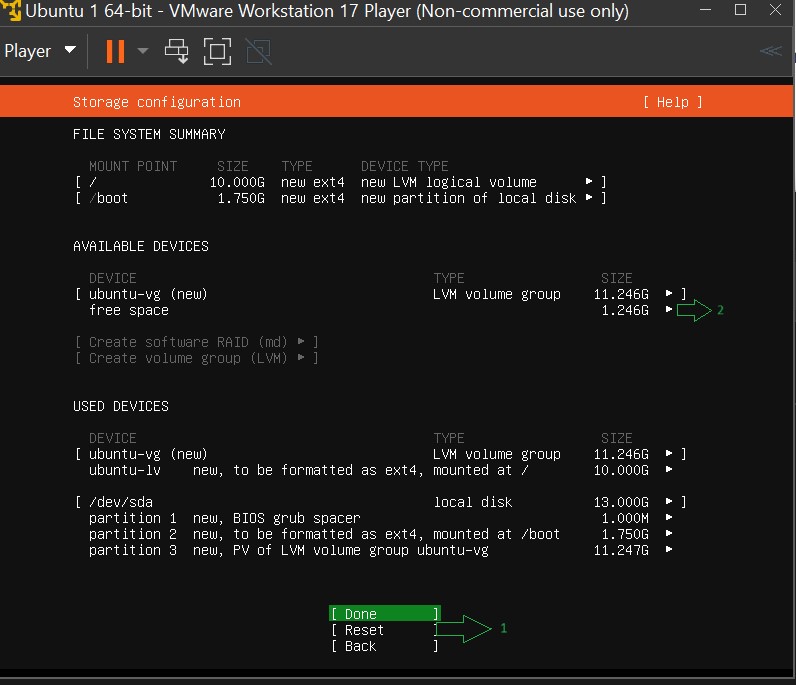 Ubuntu 1 64-bit - VMware Workstation 17 Player (Non-commercial use only)
Player
Storage configuration [ Help ]
FILE SYSTEM SUMMARY
MOUNT POINT SIZE TYPE DEVICE TYPE
[ / 10.000G new ext4 new LVM logical volume ▸ ]
[ /boot 1.750G new ext4 new partition of local disk ▸ ]
AVAILABLE DEVICES
DEVICE TYPE SIZE
[ ubuntu-vg (new) LVM volume group 11.246G ▸ ]
free space 1.246G ▸ 2
[ Create software RAID (md) ▸ ]
[ Create volume group (LVM) ▸ ]
USED DEVICES
DEVICE TYPE SIZE
[ ubuntu-vg (new) LVM volume group 11.246G ▸ ]
ubuntu-lv new, to be formatted as ext4, mounted at / 10.000G ▸
[ /dev/sda local disk 13.000G ▸ ]
partition 1 new, BIOS grub spacer 1.000M ▸
partition 2 new, to be formatted as ext4, mounted at /boot 1.750G ▸
partition 3 new, PV of LVM volume group ubuntu-vg 11.247G ▸
[ Done ]
[ Reset ] 1
[ Back ]